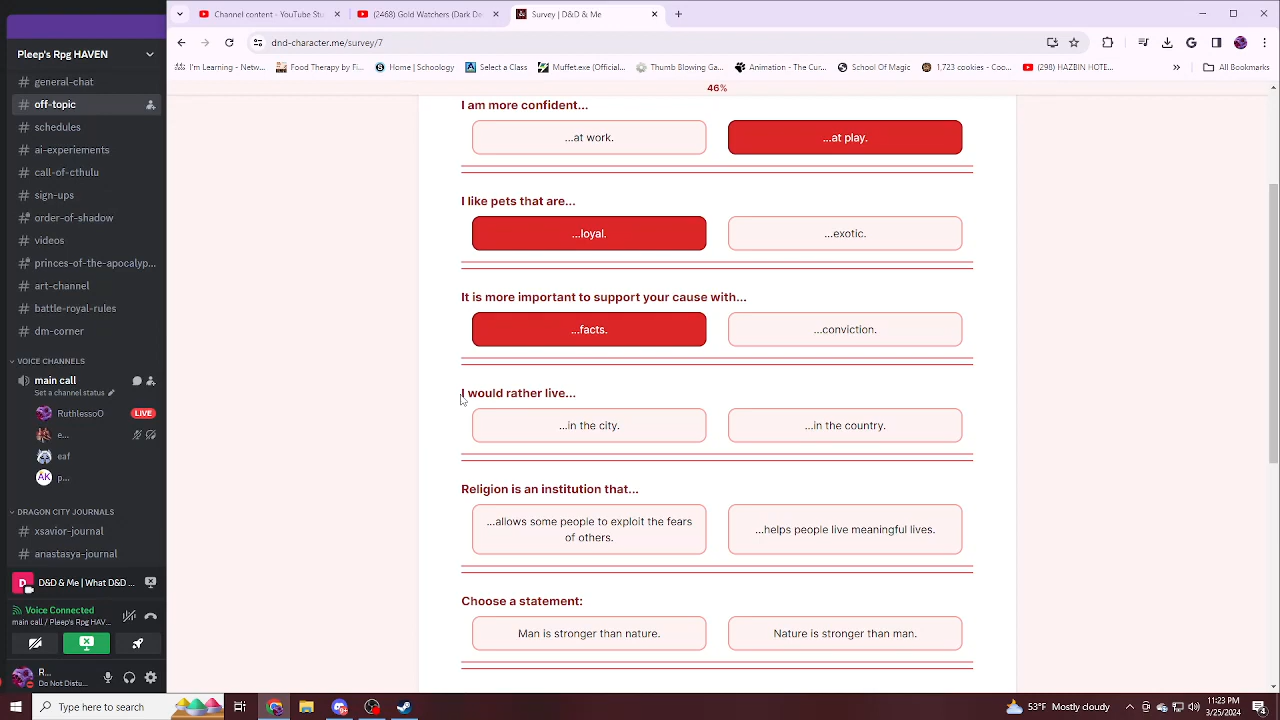 Channel content - YouTube Stu
(2468) Gold Watchers (Dark De
Survey | D&D & Me
Pleep's Rpg HAVEN
dnd-character.me/survey/7
I'm Learning - Netw...
Food Therapy by Fi...
Home | Schoology
Select a Class
Muffet.exe (Official...
Thumb Blowing Ga...
Animation - The Cur...
School Of Magic
1,723 cookies - Coo...
(298) HAZBIN HOTE...
»
All Bookmarks
46%
# general-chat
# off-topic
# schedules
# ai-experiements
# call-of-cthulu
# sign-ups
# order-of-shadow
# videos
# princes-of-the-apocalyp...
# art-channel
# battle-royal-rules
# dm-corner
VOICE CHANNELS
main call
Set a channel status
RuthlessoO LIVE
e...
eaf
AK p...
DRAGON CITY JOURNALS
# xsavior-journal
# anastasya-journal
D D&D & Me | What D&D ...
Voice Connected
main call / Pleep's Rpg HAV...
R...
Do Not Distu...
I am more confident...
...at work.
...at play.
I like pets that are...
...loyal.
...exotic.
It is more important to support your cause with...
...facts.
...conviction.
I would rather live...
...in the city.
...in the country.
Religion is an institution that...
...allows some people to exploit the fears
of others.
...helps people live meaningful lives.
Choose a statement:
Man is stronger than nature.
Nature is stronger than man.
Type here to search
53°F Mostly cloudy
11:23 PM
3/25/2024